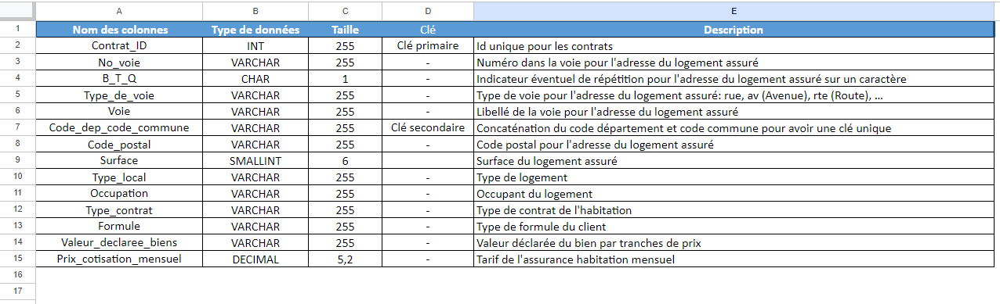 A B C D E
1 Nom des colonnes Type de données Taille Clé Description
2 Contrat_ID INT 255 Clé primaire Id unique pour les contrats
3 No_voie VARCHAR 255 - Numéro dans la voie pour l'adresse du logement assuré
4 B_T_Q CHAR 1 - Indicateur éventuel de répétition pour l'adresse du logement assuré sur un caractère
5 Type_de_voie VARCHAR 255 - Type de voie pour l'adresse du logement assuré: rue, av (Avenue), rte (Route), ...
6 Voie VARCHAR 255 - Libellé de la voie pour l'adresse du logement assuré
7 Code_dep_code_commune VARCHAR 255 Clé secondaire Concaténation du code département et code commune pour avoir une clé unique
8 Code_postal VARCHAR 255 - Code postal pour l'adresse du logement assuré
9 Surface SMALLINT 6 Surface du logement assuré
10 Type_local VARCHAR 255 - Type de logement
11 Occupation VARCHAR 255 - Occupant du logement
12 Type_contrat VARCHAR 255 - Type de contrat de l'habitation
13 Formule VARCHAR 255 - Type de formule du client
14 Valeur_declaree_biens VARCHAR 255 - Valeur déclarée du bien par tranches de prix
15 Prix_cotisation_mensuel DECIMAL 5,2 - Tarif de l'assurance habitation mensuel
16
17